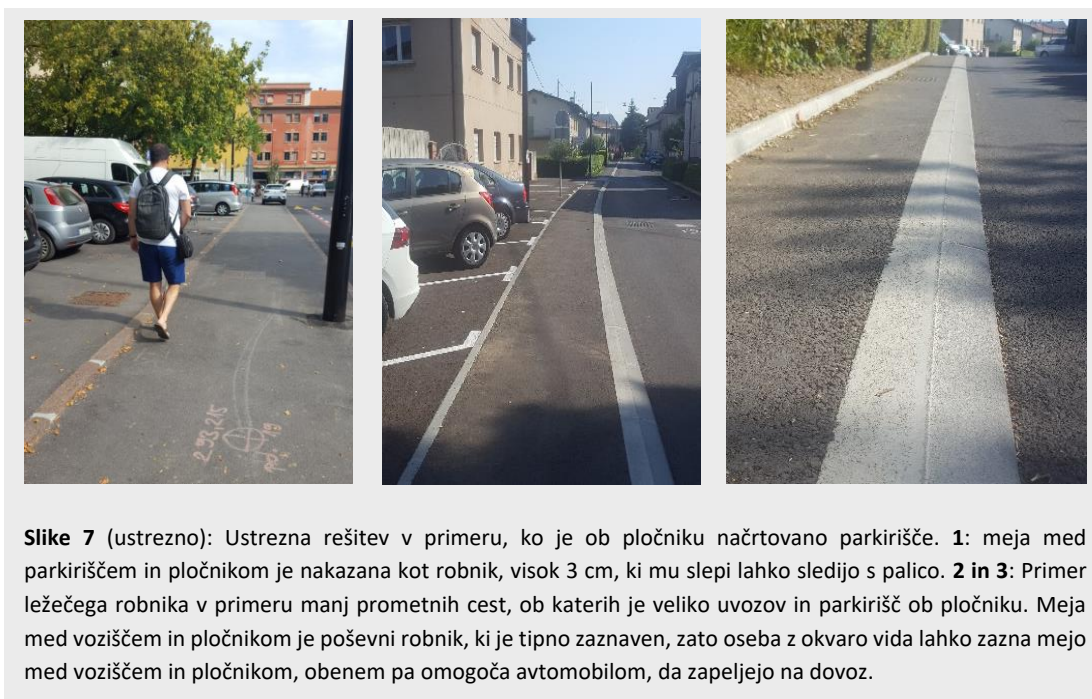 Slike 7 (ustrezno): Ustrezna rešitev v primeru, ko je ob pločniku načrtovano parkirišče. 1: meja med
parkiriščem in pločnikom je nakazana kot robnik, visok 3 cm, ki mu slepi lahko sledijo s palico. 2 in 3: Primer
ležečega robnika v primeru manj prometnih cest, ob katerih je veliko uvozov in parkirišč ob pločniku. Meja
med voziščem in pločnikom je poševni robnik, ki je tipno zaznaven, zato oseba z okvaro vida lahko zazna mejo
med voziščem in pločnikom, obenem pa omogoča avtomobilom, da zapeljejo na dovoz.